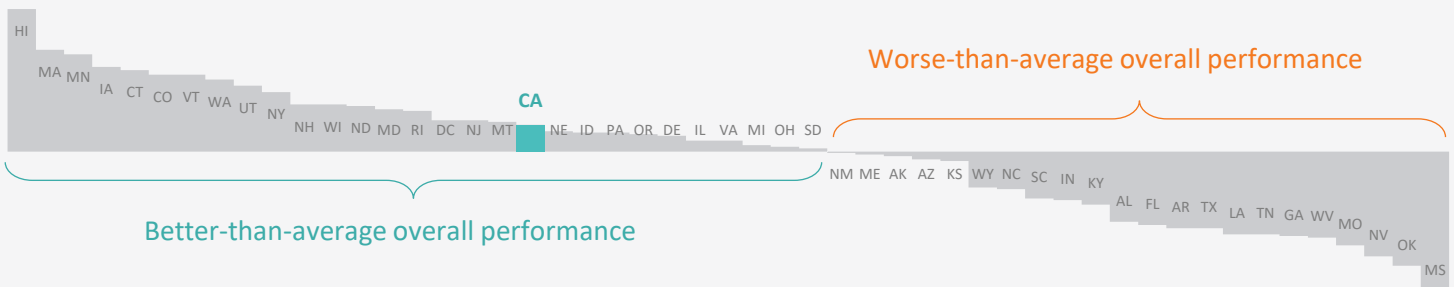 HI
MA
MN
IA
CT
CO
VT
WA
UT
NY
NH
WI
ND
MD
RI
DC
NJ
MT
CA
NE
ID
PA
OR
DE
IL
VA
MI
OH
SD
Worse-than-average overall performance
Better-than-average overall performance
NM
ME
AK
AZ
KS
WY
NC
SC
IN
KY
AL
FL
AR
TX
LA
TN
GA
WV
MO
NV
OK
MS